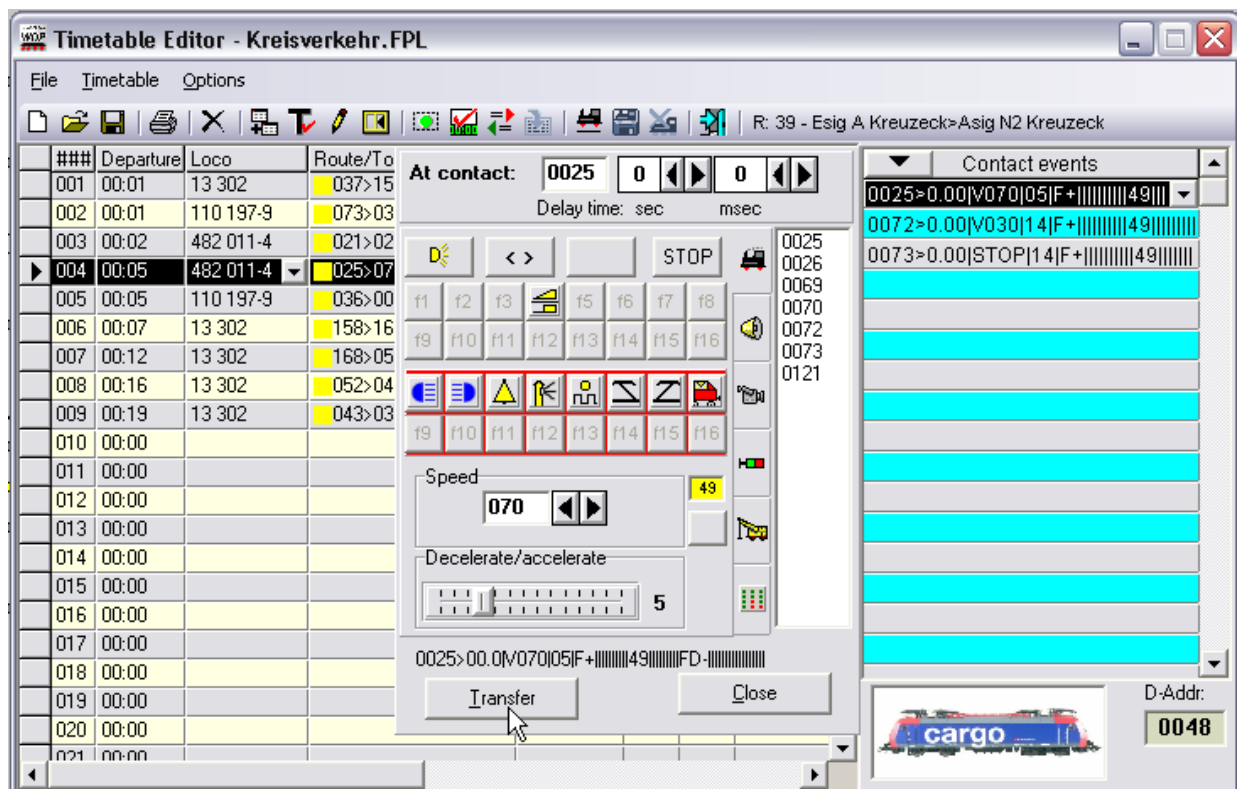 Timetable Editor - Kreisverkehr.FPL
File Timetable Options
R: 39 - Esig A Kreuzeck>Asig N2 Kreuzeck
### Departure Loco Route/To
001 00:01 13 302 037>15
002 00:01 110 197-9 073>03
003 00:02 482 011-4 021>02
004 00:05 482 011-4 025>07
005 00:05 110 197-9 036>00
006 00:07 13 302 158>16
007 00:12 13 302 168>05
008 00:16 13 302 052>04
009 00:19 13 302 043>03
010 00:00
011 00:00
012 00:00
013 00:00
014 00:00
015 00:00
016 00:00
017 00:00
018 00:00
019 00:00
020 00:00
021 00:00
At contact: 0025 0 0
Delay time: sec msec
D < > STOP
f1 f2 f3 f5 f6 f7 f8
f9 f10 f11 f12 f13 f14 f15 f16
f9 f10 f11 f12 f13 f14 f15 f16
Speed
070
49
Decelerate/accelerate
5
0025
0026
0069
0070
0072
0073
0121
0025>00.0|V070|05|F+||||||||||49||||||||||FD-||||||||||||||||
Transfer Close
Contact events
0025>0.00|V070|05|F+||||||||||49|||
0072>0.00|V030|14|F+||||||||||49||||||||||
0073>0.00|STOP|14|F+||||||||||49||||||||
cargo
D-Addr:
0048